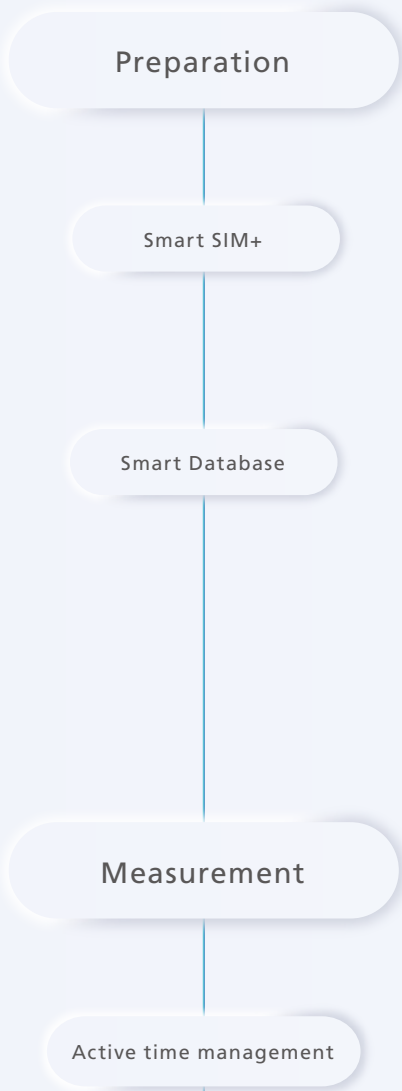 Preparation
Smart SIM+
Smart Database
Measurement
Active time management